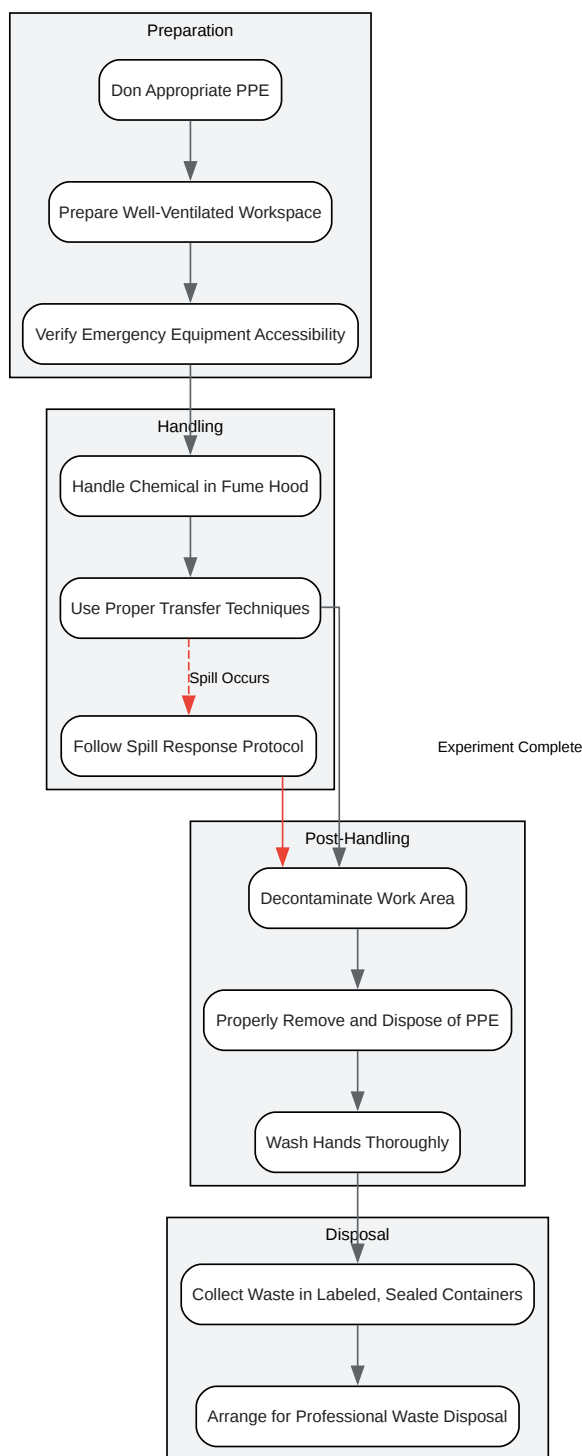 Preparation
Don Appropriate PPE
Prepare Well-Ventilated Workspace
Verify Emergency Equipment Accessibility
Handling
Handle Chemical in Fume Hood
Use Proper Transfer Techniques
Spill Occurs
Follow Spill Response Protocol
Experiment Complete
Post-Handling
Decontaminate Work Area
Properly Remove and Dispose of PPE
Wash Hands Thoroughly
Disposal
Collect Waste in Labeled, Sealed Containers
Arrange for Professional Waste Disposal